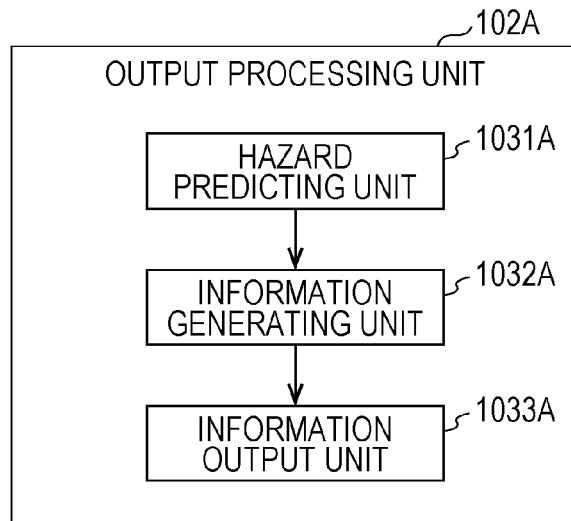 102A
OUTPUT PROCESSING UNIT
HAZARD
PREDICTING UNIT
1031A
INFORMATION
GENERATING UNIT
1032A
INFORMATION
OUTPUT UNIT
1033A